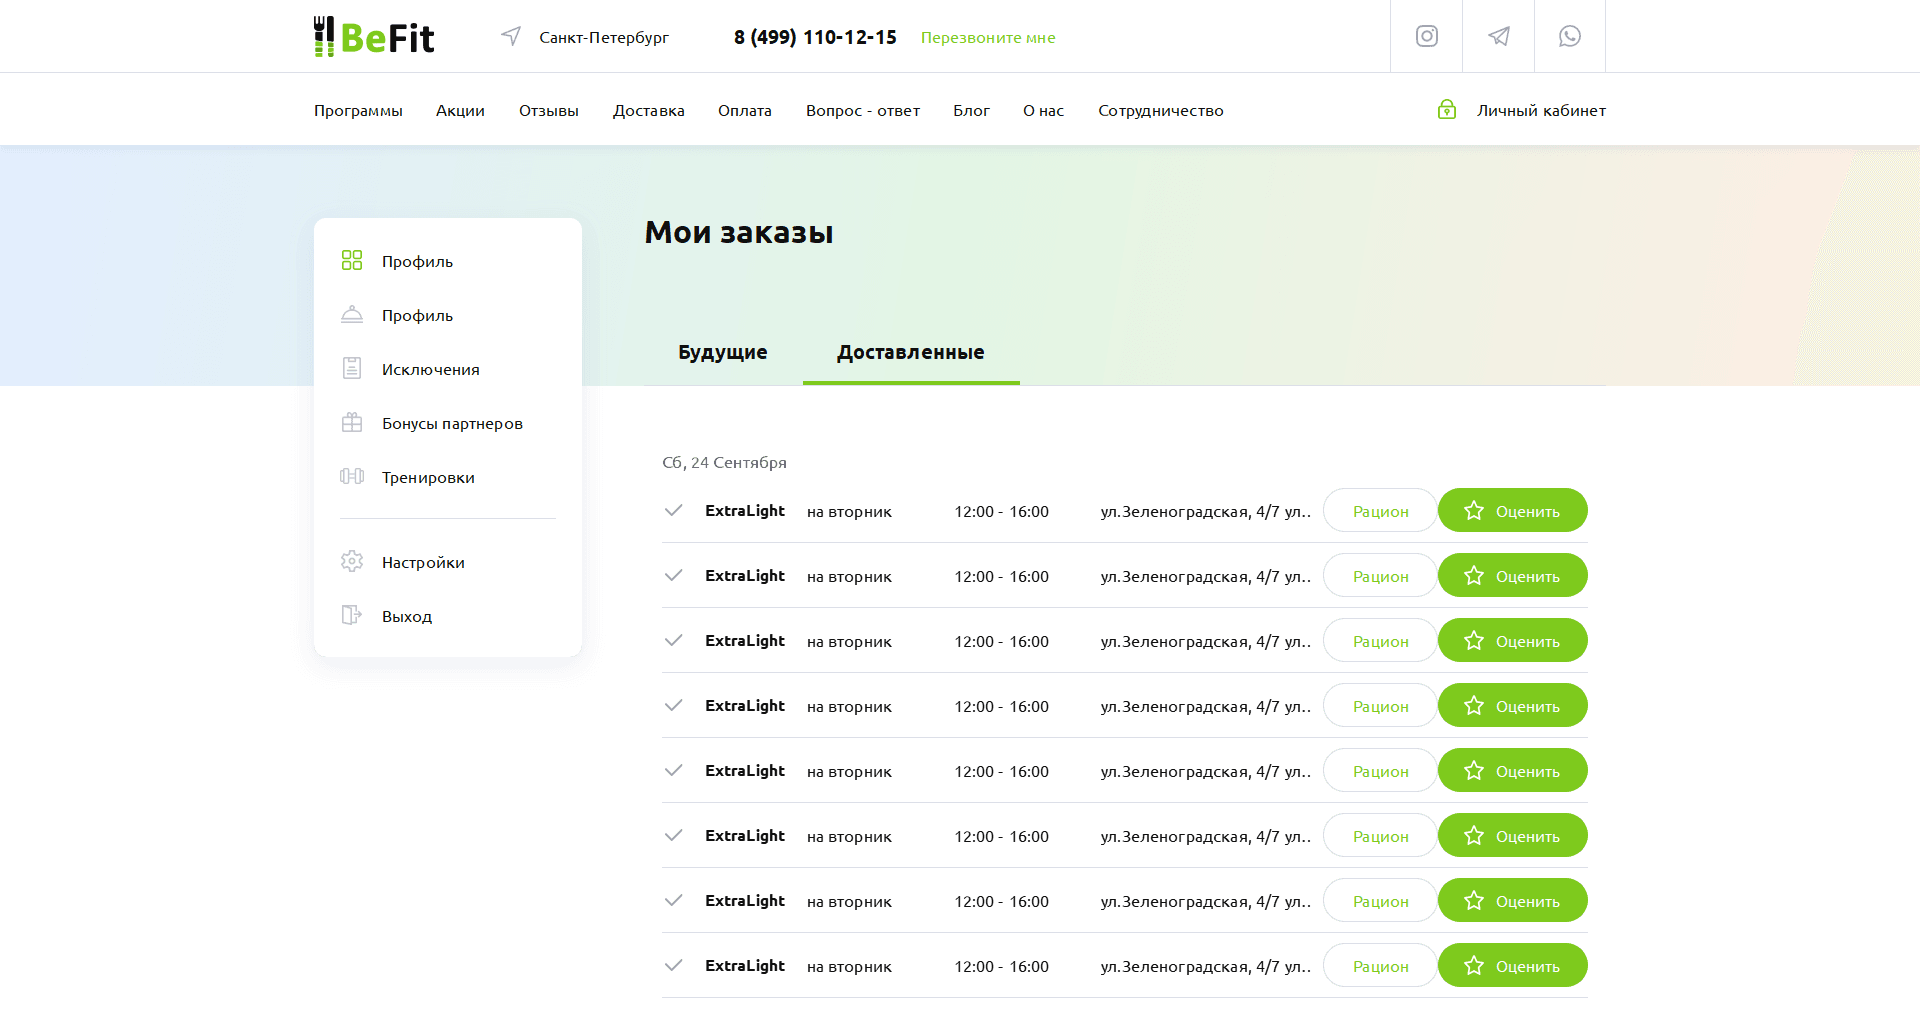 BeFit
Санкт-Петербург
8 (499) 110-12-15
Перезвоните мне
Программы Акции Отзывы Доставка Оплата Вопрос - ответ Блог О нас Сотрудничество Личный кабинет
Профиль
Профиль
Исключения
Бонусы партнеров
Тренировки
Настройки
Выход
Мои заказы
Будущие Доставленные
Сб, 24 Сентября
ExtraLight на вторник 12:00 - 16:00 ул.Зеленоградская, 4/7 ул.. Рацион Оценить
ExtraLight на вторник 12:00 - 16:00 ул.Зеленоградская, 4/7 ул.. Рацион Оценить
ExtraLight на вторник 12:00 - 16:00 ул.Зеленоградская, 4/7 ул.. Рацион Оценить
ExtraLight на вторник 12:00 - 16:00 ул.Зеленоградская, 4/7 ул.. Рацион Оценить
ExtraLight на вторник 12:00 - 16:00 ул.Зеленоградская, 4/7 ул.. Рацион Оценить
ExtraLight на вторник 12:00 - 16:00 ул.Зеленоградская, 4/7 ул.. Рацион Оценить
ExtraLight на вторник 12:00 - 16:00 ул.Зеленоградская, 4/7 ул.. Рацион Оценить
ExtraLight на вторник 12:00 - 16:00 ул.Зеленоградская, 4/7 ул.. Рацион Оценить